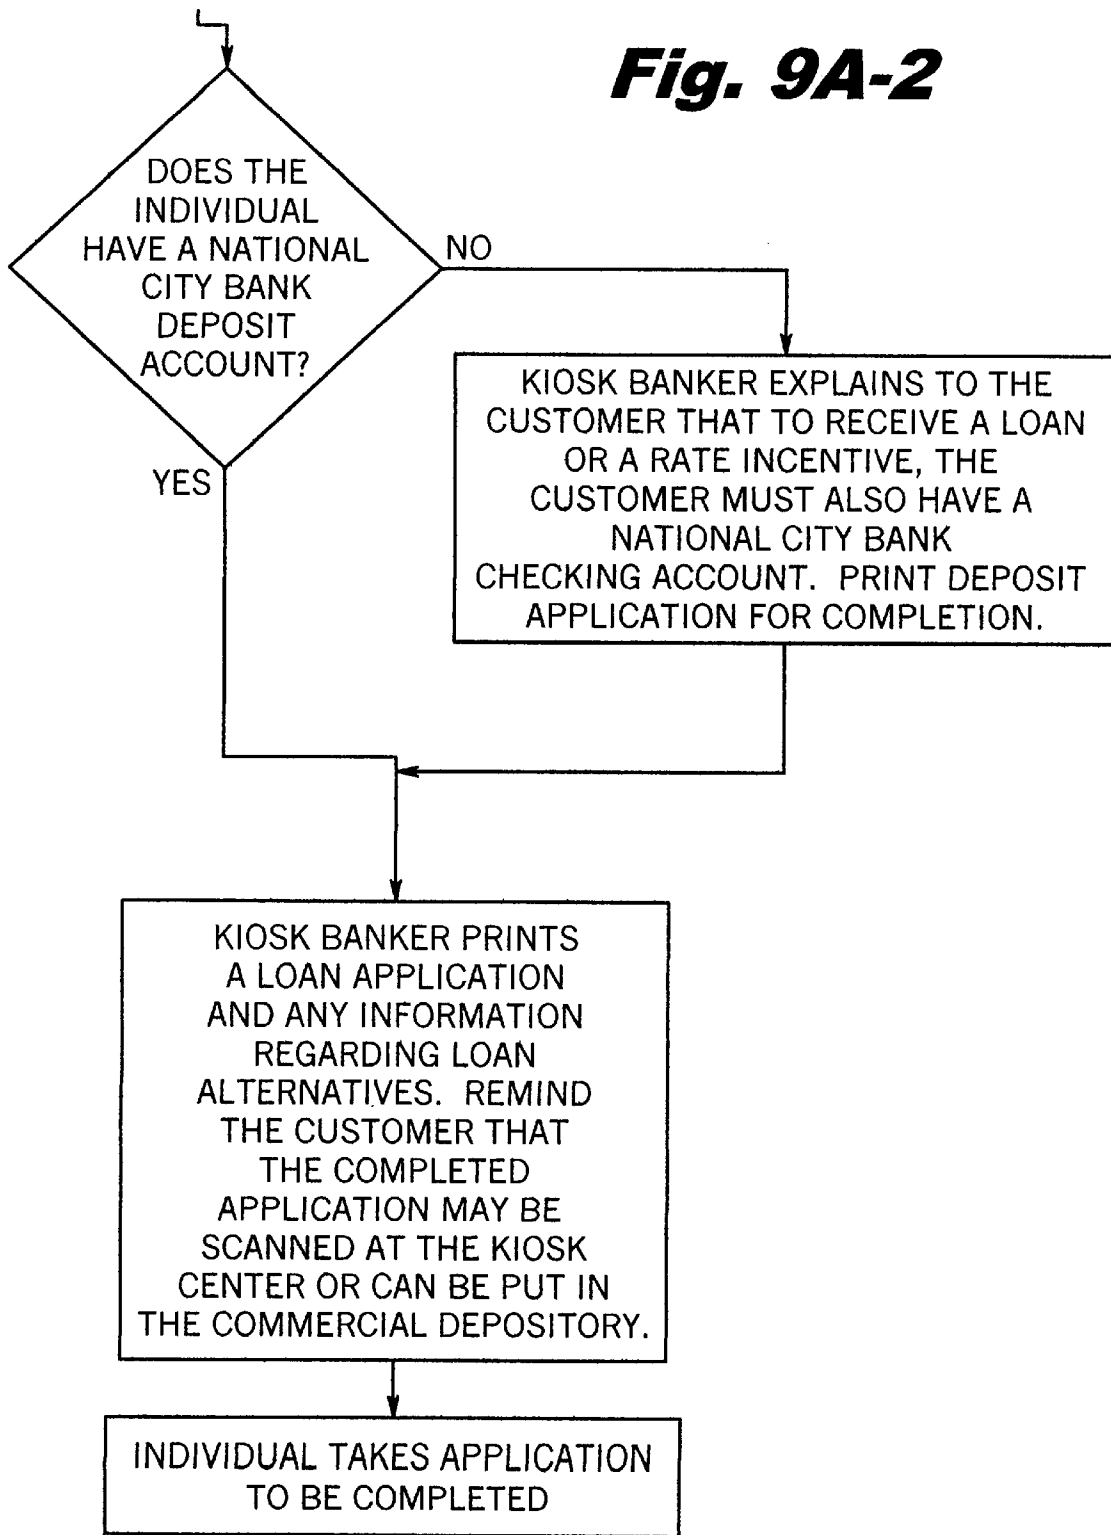 Fig. 9A-2
DOES THE
INDIVIDUAL
HAVE A NATIONAL
CITY BANK
DEPOSIT
ACCOUNT?
NO
YES
KIOSK BANKER EXPLAINS TO THE
CUSTOMER THAT TO RECEIVE A LOAN
OR A RATE INCENTIVE, THE
CUSTOMER MUST ALSO HAVE A
NATIONAL CITY BANK
CHECKING ACCOUNT. PRINT DEPOSIT
APPLICATION FOR COMPLETION.
KIOSK BANKER PRINTS
A LOAN APPLICATION
AND ANY INFORMATION
REGARDING LOAN
ALTERNATIVES. REMIND
THE CUSTOMER THAT
THE COMPLETED
APPLICATION MAY BE
SCANNED AT THE KIOSK
CENTER OR CAN BE PUT IN
THE COMMERCIAL DEPOSITORY.
INDIVIDUAL TAKES APPLICATION
TO BE COMPLETED